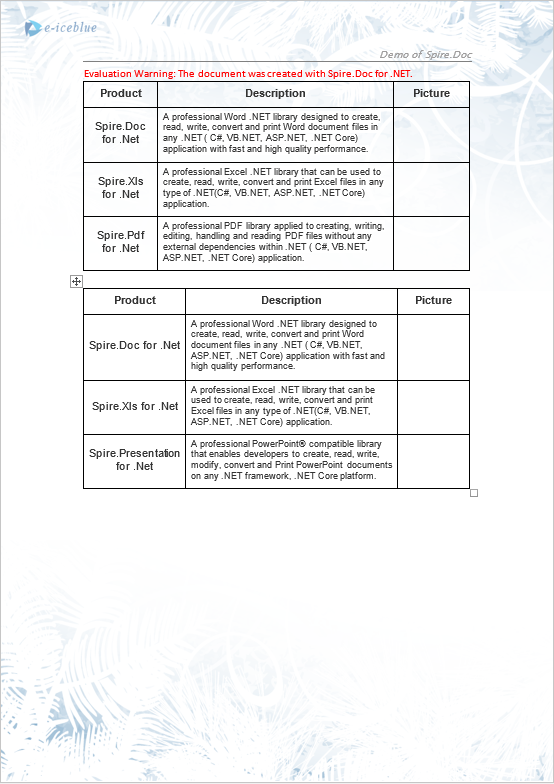 e-iceblue
Demo of Spire.Doc
Evaluation Warning: The document was created with Spire.Doc for .NET.
Product Description Picture
Spire.Doc
for .Net
A professional Word .NET library designed to create,
read, write, convert and print Word document files in
any .NET ( C#, VB.NET, ASP.NET, .NET Core)
application with fast and high quality performance.
Spire.Xls
for .Net
A professional Excel .NET library that can be used to
create, read, write, convert and print Excel files in any
type of .NET(C#, VB.NET, ASP.NET, .NET Core)
application.
Spire.Pdf
for .Net
A professional PDF library applied to creating, writing,
editing, handling and reading PDF files without any
external dependencies within .NET ( C#, VB.NET,
ASP.NET, .NET Core) application.
Product Description Picture
Spire.Doc for .Net
A professional Word .NET library designed to
create, read, write, convert and print Word
document files in any .NET ( C#, VB.NET,
ASP.NET, .NET Core) application with fast and
high quality performance.
Spire.Xls for .Net
A professional Excel .NET library that can be
used to create, read, write, convert and print
Excel files in any type of .NET(C#, VB.NET,
ASP.NET, .NET Core) application.
Spire.Presentation
for .Net
A professional PowerPoint® compatible library
that enables developers to create, read, write,
modify, convert and Print PowerPoint documents
on any .NET framework, .NET Core platform.